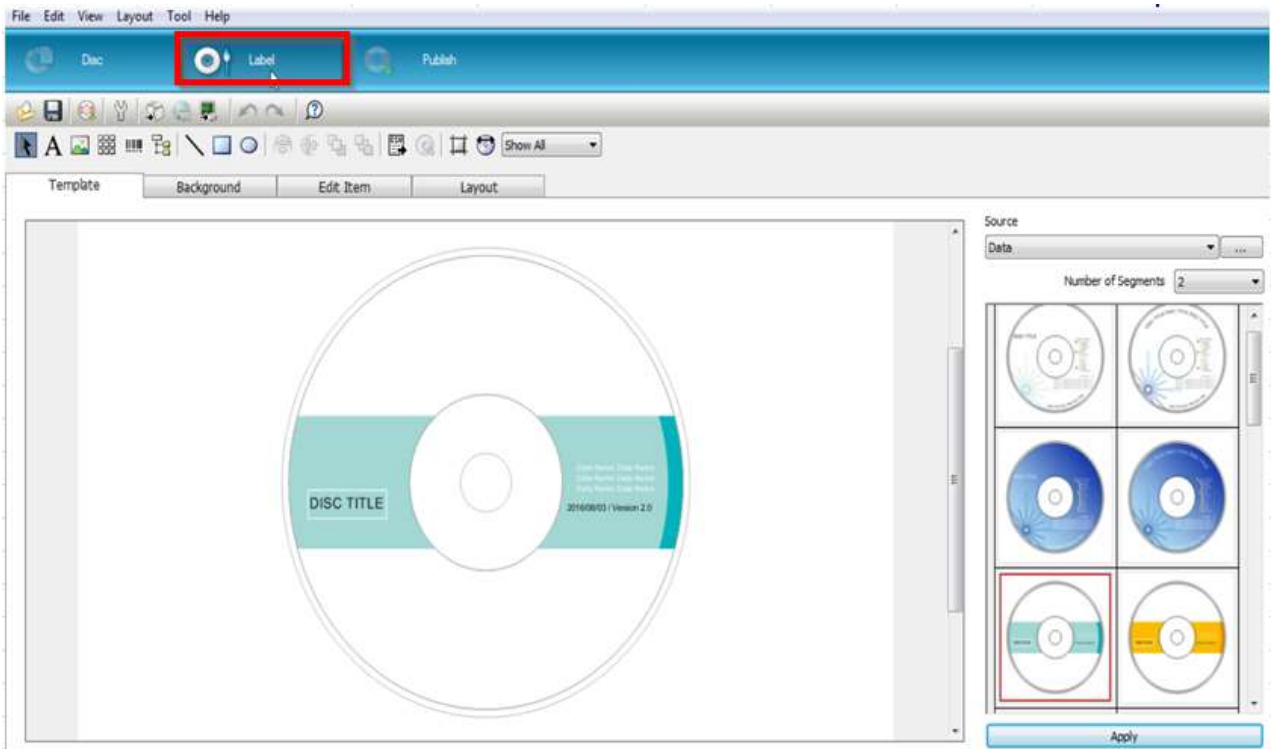 File Edit View Layout Tool Help
Disc Label Publish
A Show All
Template Background Edit Item Layout
Source
Data ...
Number of Segments 2
DISC TITLE
2016/08/03 / Version 2.0
Apply